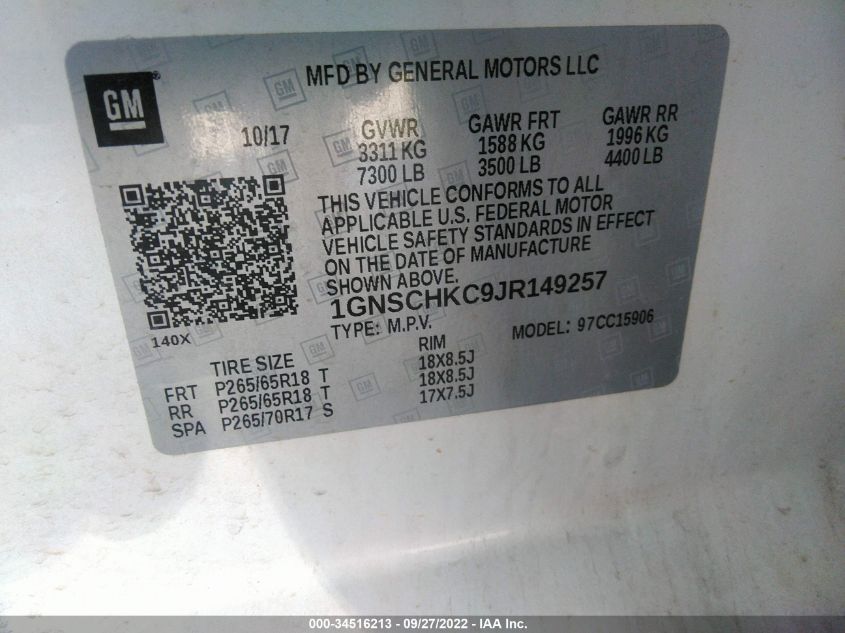 MFD BY GENERAL MOTORS LLC
GM
10/17 GVWR GAWR FRT GAWR RR
3311 KG 1588 KG 1996 KG
7300 LB 3500 LB 4400 LB
THIS VEHICLE CONFORMS TO ALL
APPLICABLE U.S. FEDERAL MOTOR
VEHICLE SAFETY STANDARDS IN EFFECT
ON THE DATE OF MANUFACTURE
SHOWN ABOVE.
1GNSCHKC9JR149257
140X TYPE: M.P.V. MODEL: 97CC15906
TIRE SIZE RIM
FRT P265/65R18 T 18X8.5J
RR P265/65R18 T 18X8.5J
SPA P265/70R17 S 17X7.5J
000-34516213 - 09/27/2022 - IAA Inc.